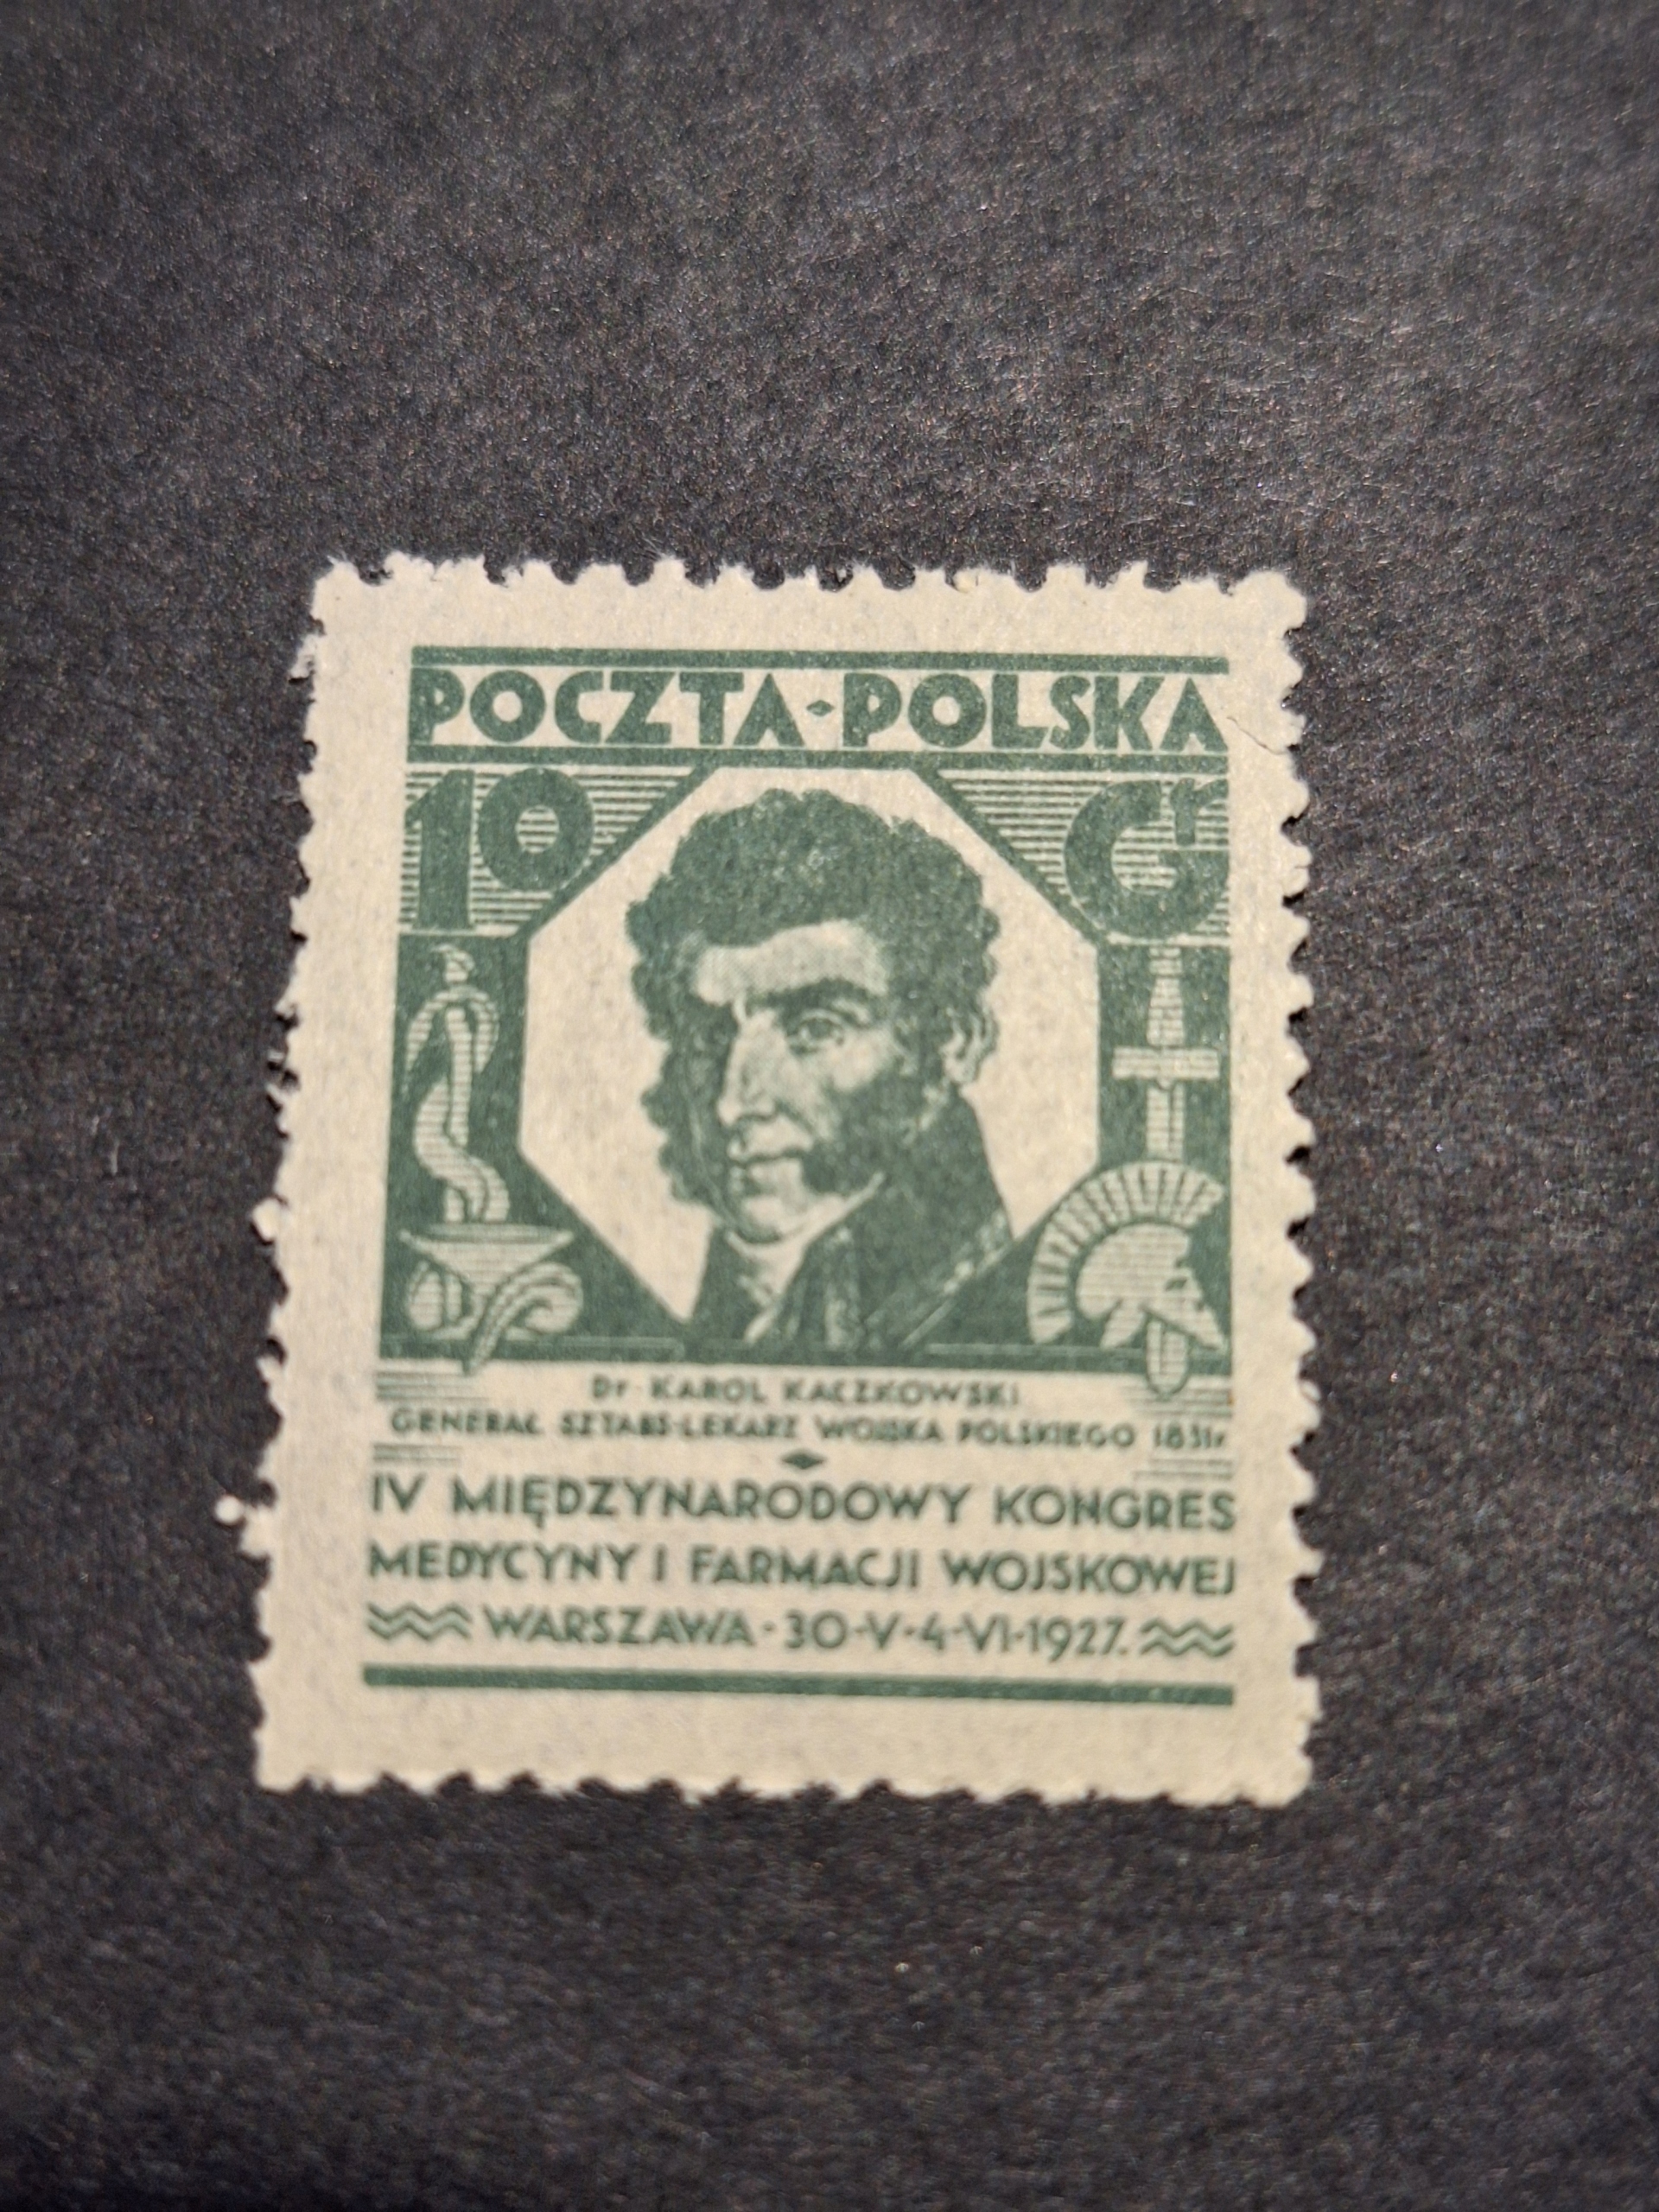 POCZTA·POLSKA
10 Gr
Dr KAROL KACZKOWSKI
GENERAŁ SZTABS-LEKARZ WOJSKA POLSKIEGO 1831r.
IV MIĘDZYNARODOWY KONGRES
MEDYCYNY I FARMACJI WOJSKOWEJ
WARSZAWA · 30-V-4-VI-1927.